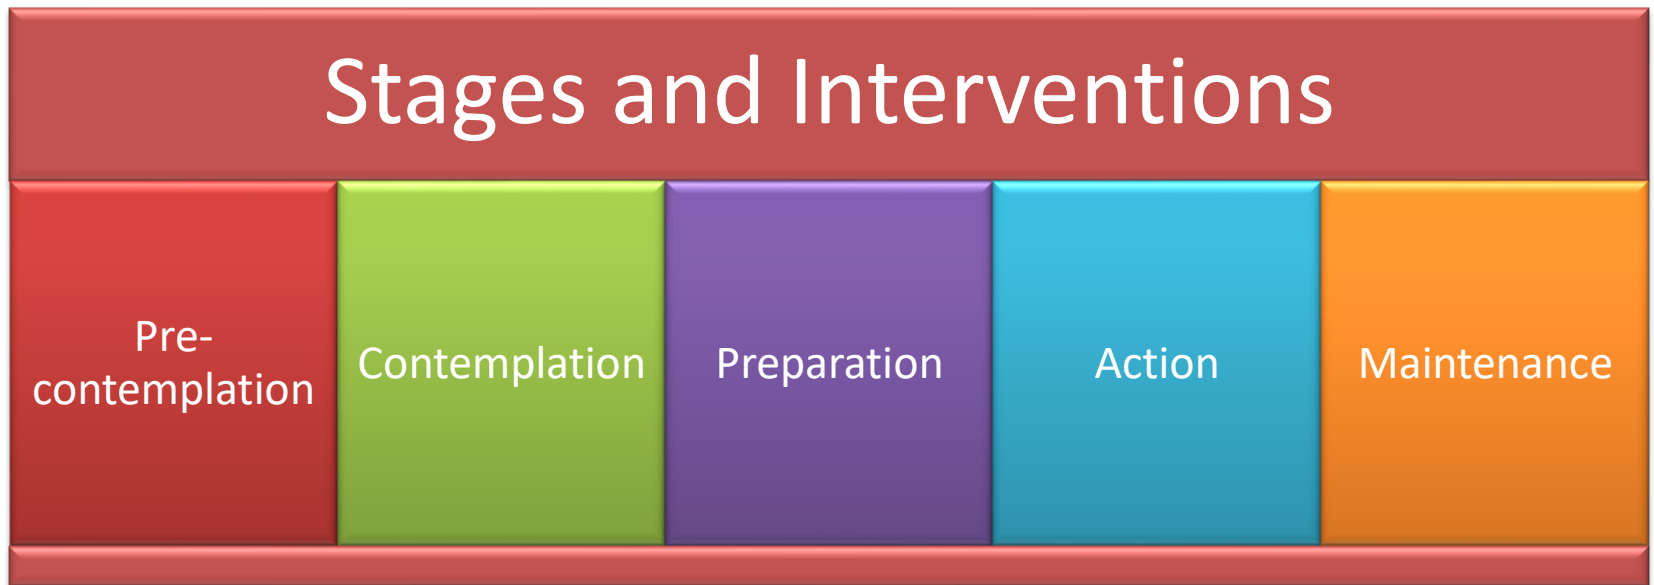 Stages and Interventions
Pre-
contemplation
Contemplation
Preparation
Action
Maintenance